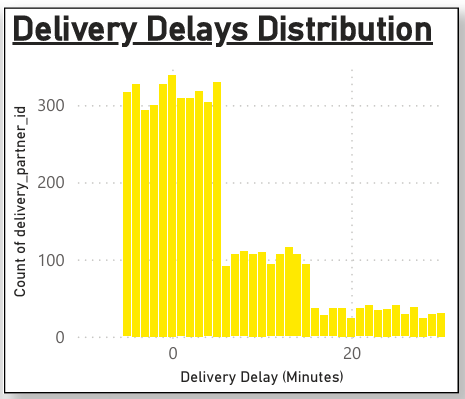 Delivery Delays Distribution
Count of delivery_partner_id
300
200
100
0
0
20
Delivery Delay (Minutes)